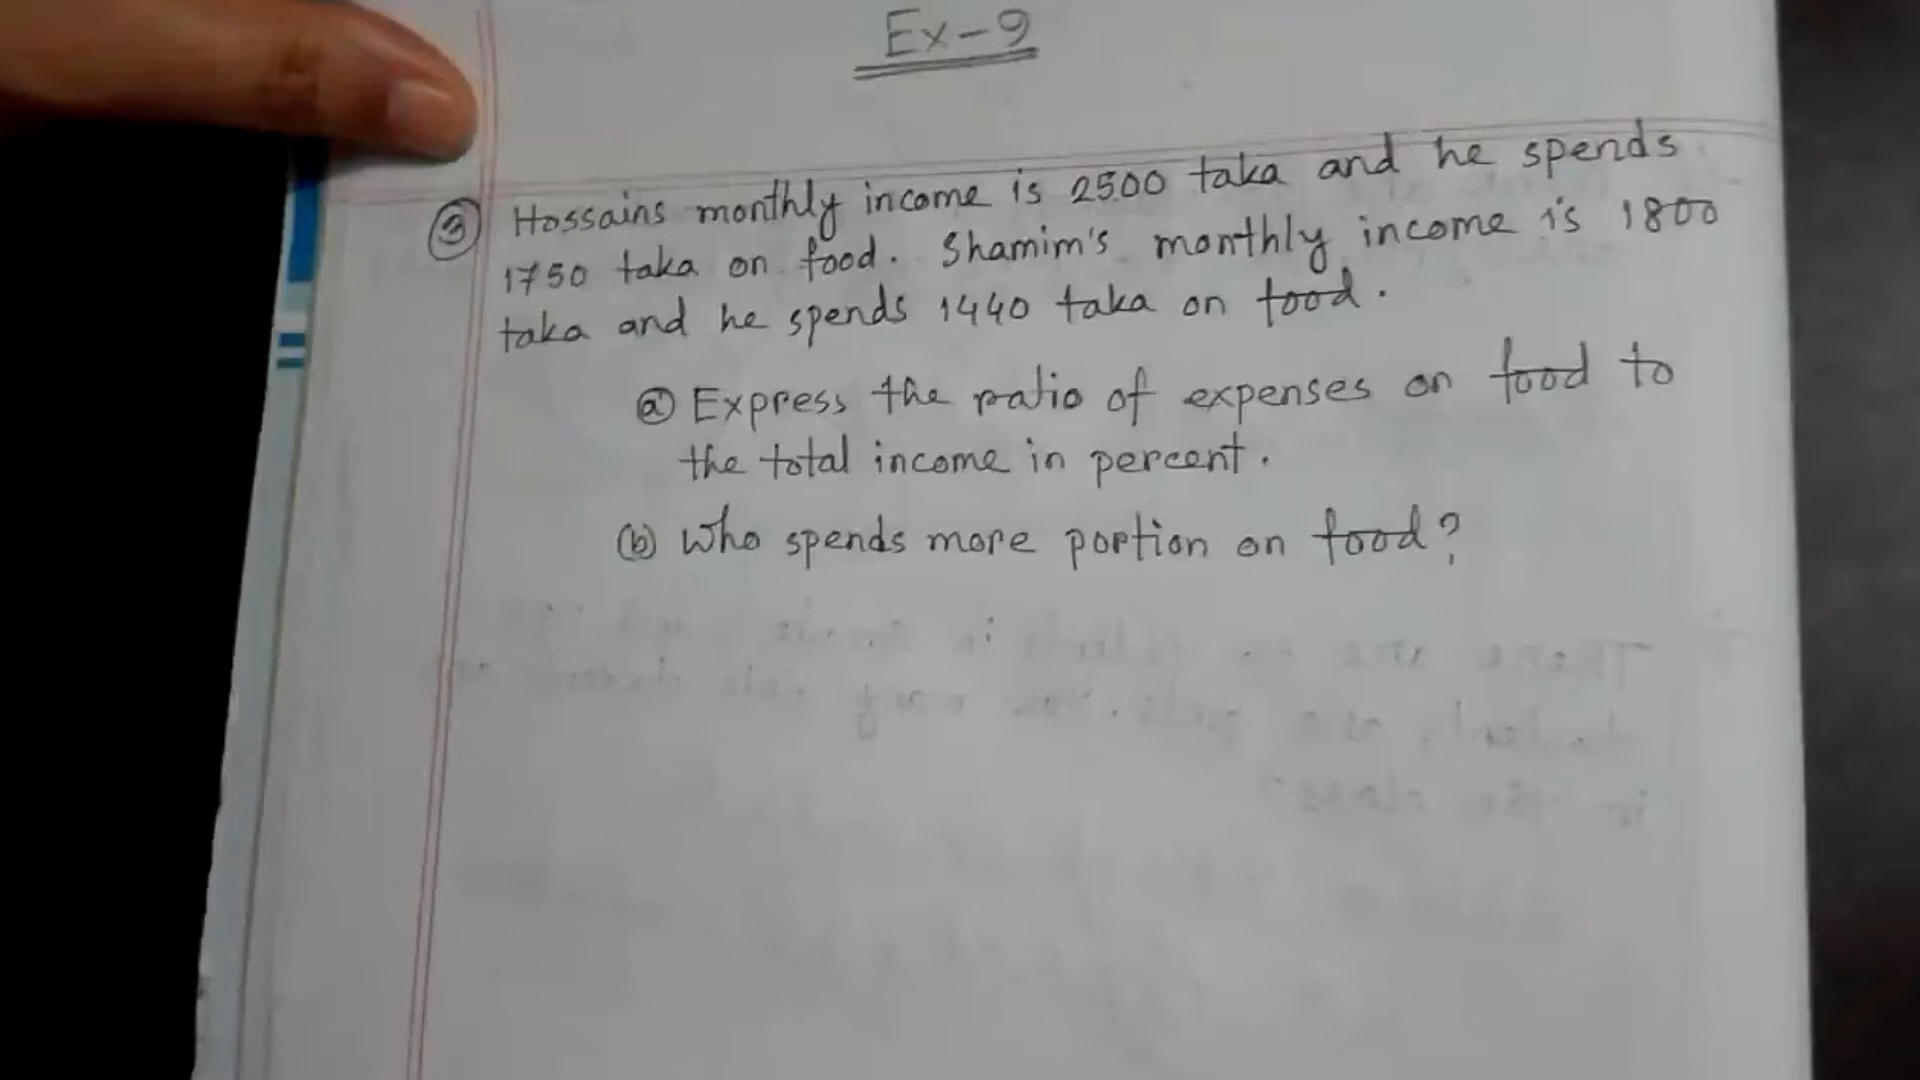 Ex-9
③ Hossains monthly income is 2500 taka and he spends
1750 taka on food. Shamim's monthly income is 1800
taka and he spends 1440 taka on food.
ⓐ Express the ratio of expenses on food to
the total income in percent.
ⓑ Who spends more portion on food?